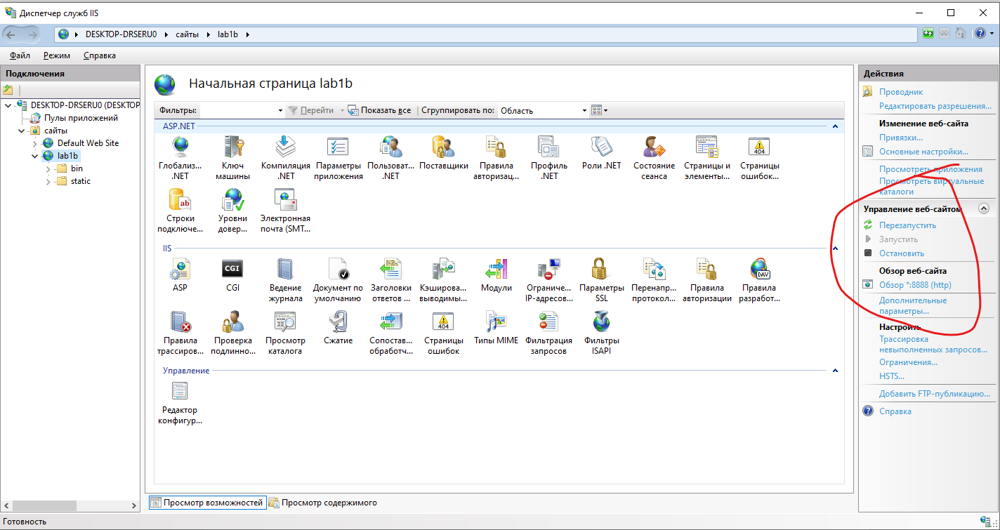 Диспетчер служб IIS
DESKTOP-DRSERU0 сайты lab1b
Файл Режим Справка
Подключения
DESKTOP-DRSERU0 (DESKTOP
Пулы приложений
сайты
Default Web Site
lab1b
bin
static
Начальная страница lab1b
Фильтры: Перейти Показать все Сгруппировать по: Область
ASP.NET
Глобализ... .NET
Ключ машины
Компиляция .NET
Параметры приложения
Пользоват... .NET
Поставщики
Правила авторизац...
Профиль .NET
Роли .NET
Состояние сеанса
Страницы и элементы...
Страницы ошибок...
404
Строки подключе...
ab
Уровни довер...
Электронная почта (SMT...
IIS
ASP
CGI
CGI
Ведение журнала
Документ по умолчанию
Заголовки ответов ...
Кэширова... выводимы...
Модули
Ограниче... IP-адресов...
Параметры SSL
Перенапр... протокол...
Правила авторизации
Правила разработ...
DAV
Правила трассиров...
Проверка подлинно...
Просмотр каталога
Сжатие
Сопостав... обработч...
Страницы ошибок
404
Типы MIME
Фильтрация запросов
Фильтры ISAPI
Управление
Редактор конфигур...
Просмотр возможностей Просмотр содержимого
Действия
Проводник
Редактировать разрешения...
Изменение веб-сайта
Привязки...
Основные настройки...
Просмотреть приложения
Просмотреть виртуальные
каталоги
Управление веб-сайтом
Перезапустить
Запустить
Остановить
Обзор веб-сайта
Обзор *:8888 (http)
Дополнительные
параметры...
Настроить
Трассировка
невыполненных запросов...
Ограничения...
HSTS...
Добавить FTP-публикацию...
Справка
Готовность